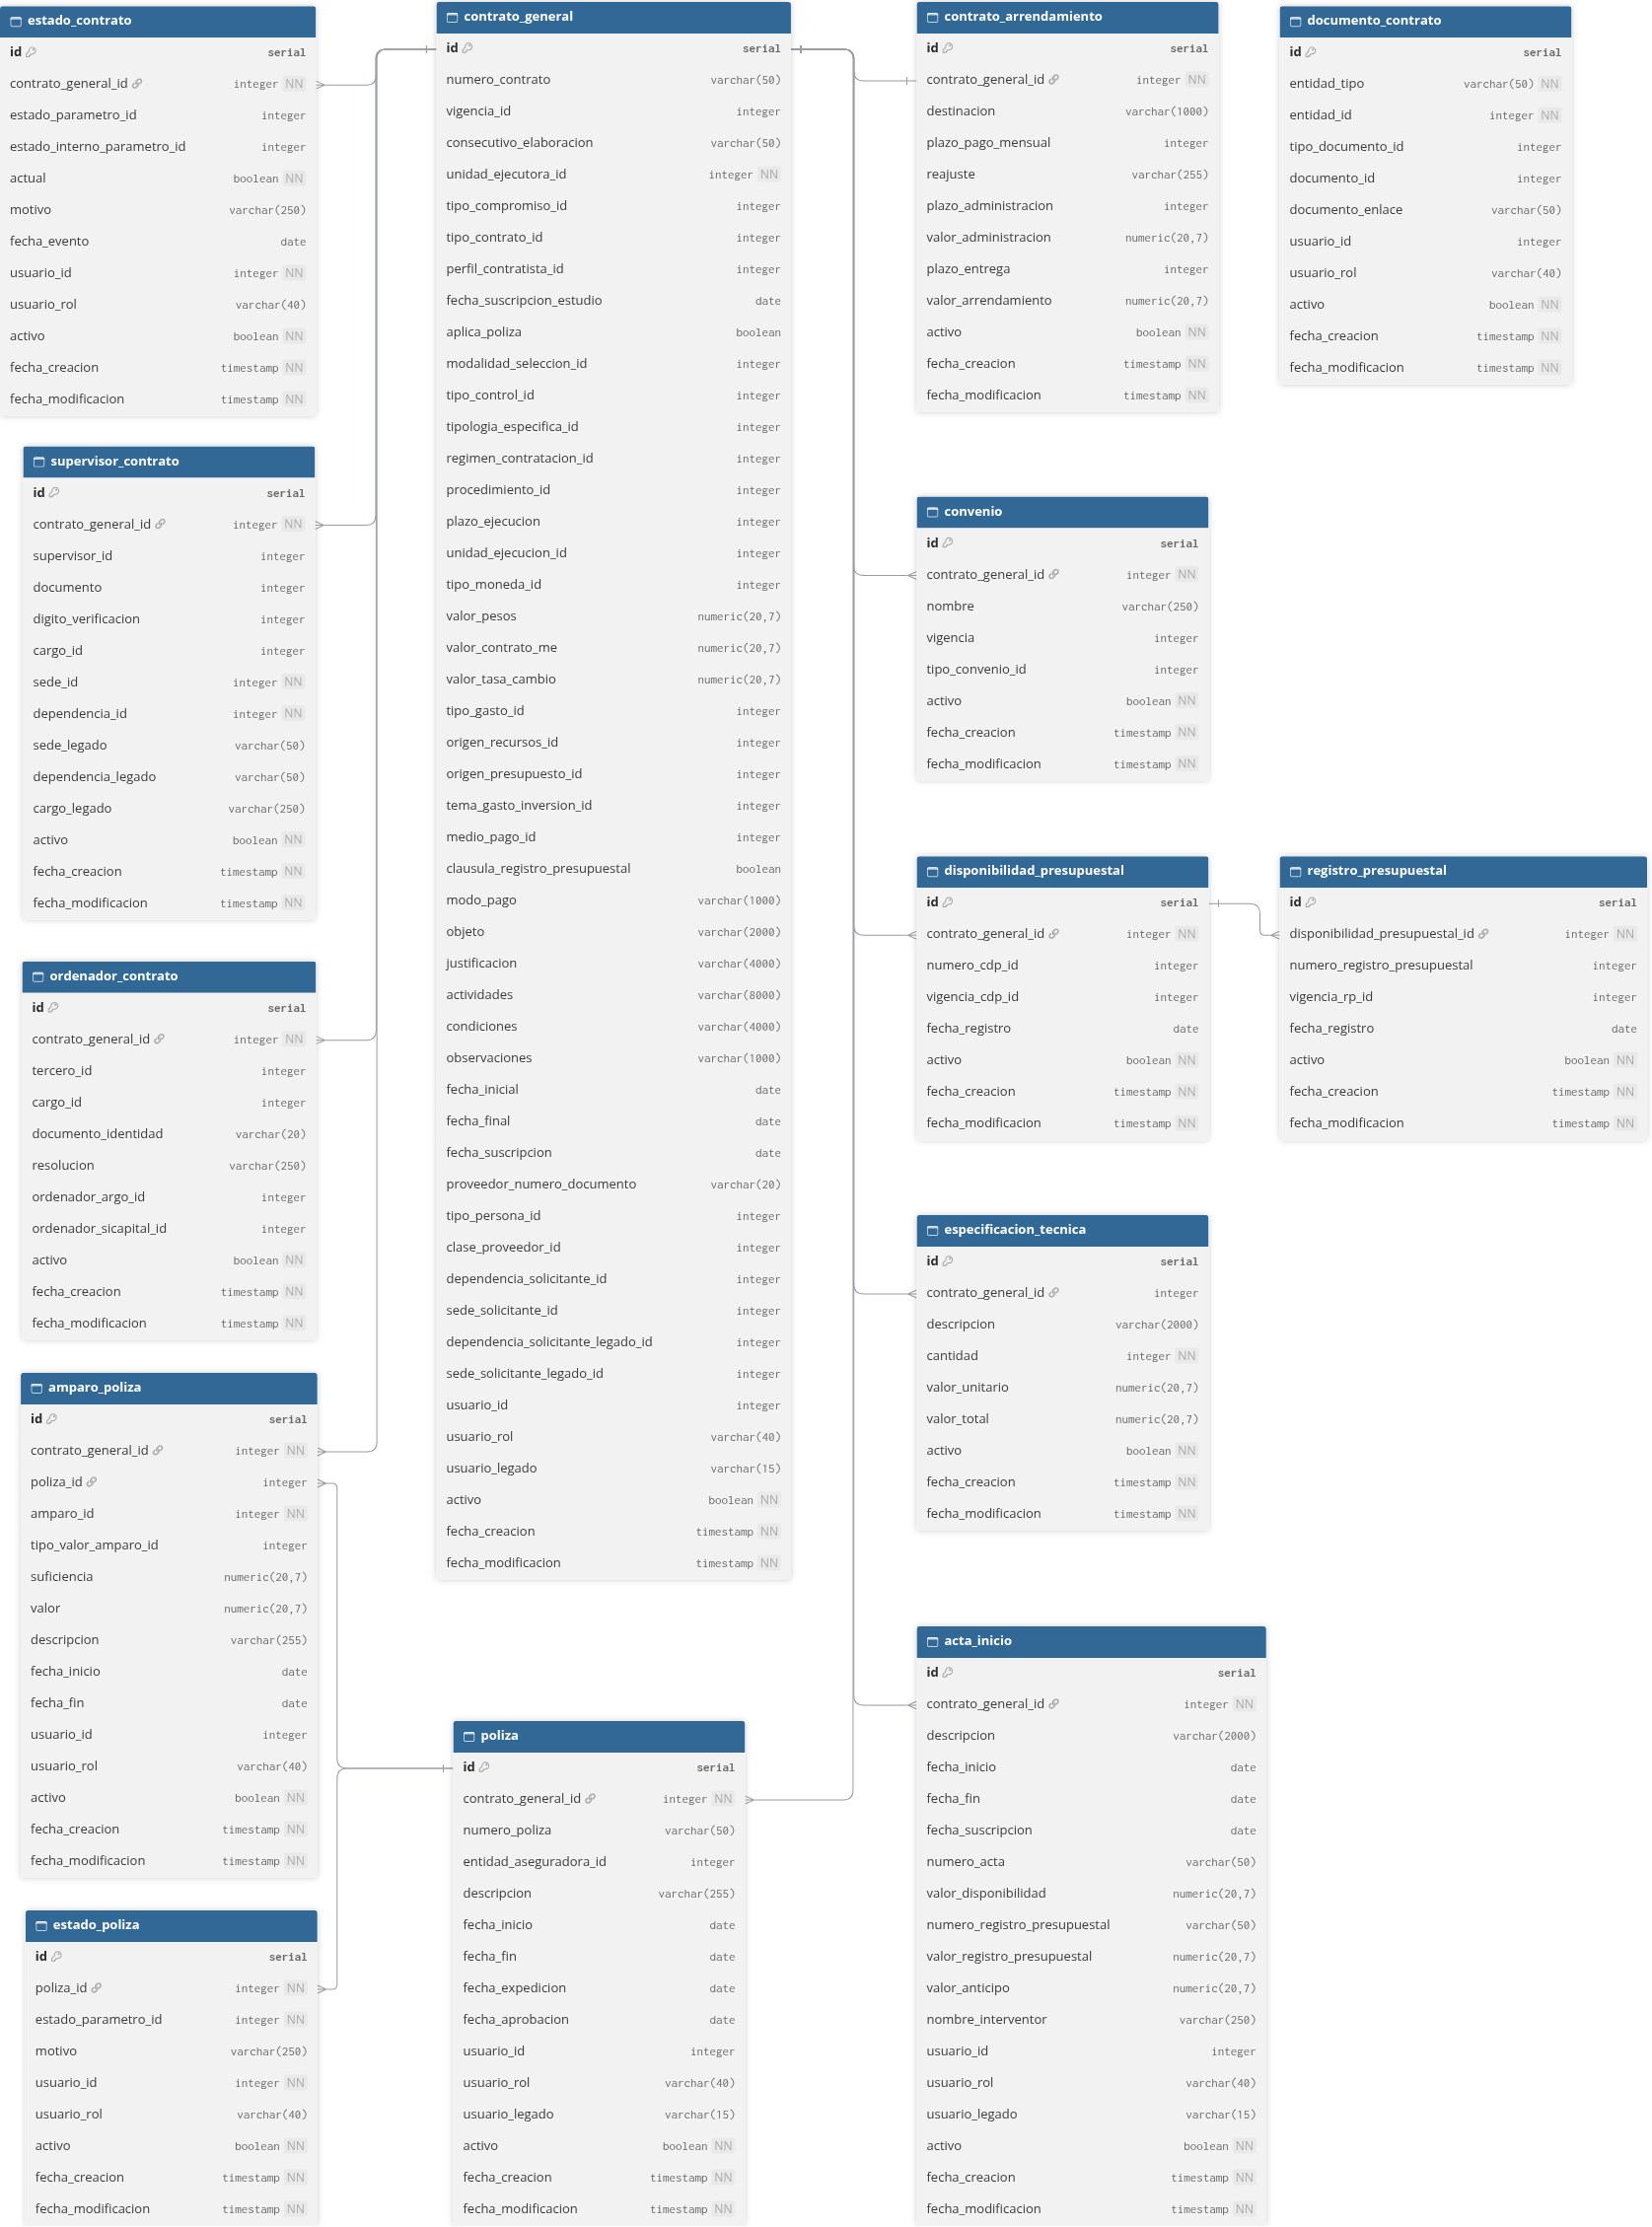 estado_contrato
id serial
contrato_general_id integer NN
estado_parametro_id integer
estado_interno_parametro_id integer
actual boolean NN
motivo varchar(250)
fecha_evento date
usuario_id integer NN
usuario_rol varchar(40)
activo boolean NN
fecha_creacion timestamp NN
fecha_modificacion timestamp NN
supervisor_contrato
id serial
contrato_general_id integer NN
supervisor_id integer
documento integer
digito_verificacion integer
cargo_id integer
sede_id integer NN
dependencia_id integer NN
sede_legado varchar(50)
dependencia_legado varchar(50)
cargo_legado varchar(250)
activo boolean NN
fecha_creacion timestamp NN
fecha_modificacion timestamp NN
ordenador_contrato
id serial
contrato_general_id integer NN
tercero_id integer
cargo_id integer
documento_identidad varchar(20)
resolucion varchar(250)
ordenador_argo_id integer
ordenador_sicapital_id integer
activo boolean NN
fecha_creacion timestamp NN
fecha_modificacion timestamp NN
amparo_poliza
id serial
contrato_general_id integer NN
poliza_id integer
amparo_id integer NN
tipo_valor_amparo_id integer
suficiencia numeric(20,7)
valor numeric(20,7)
descripcion varchar(255)
fecha_inicio date
fecha_fin date
usuario_id integer
usuario_rol varchar(40)
activo boolean NN
fecha_creacion timestamp NN
fecha_modificacion timestamp NN
estado_poliza
id serial
poliza_id integer NN
estado_parametro_id integer NN
motivo varchar(250)
usuario_id integer NN
usuario_rol varchar(40)
activo boolean NN
fecha_creacion timestamp NN
fecha_modificacion timestamp NN
contrato_general
id serial
numero_contrato varchar(50)
vigencia_id integer
consecutivo_elaboracion varchar(50)
unidad_ejecutora_id integer NN
tipo_compromiso_id integer
tipo_contrato_id integer
perfil_contratista_id integer
fecha_suscripcion_estudio date
aplica_poliza boolean
modalidad_seleccion_id integer
tipo_control_id integer
tipologia_especifica_id integer
regimen_contratacion_id integer
procedimiento_id integer
plazo_ejecucion integer
unidad_ejecucion_id integer
tipo_moneda_id integer
valor_pesos numeric(20,7)
valor_contrato_me numeric(20,7)
valor_tasa_cambio numeric(20,7)
tipo_gasto_id integer
origen_recursos_id integer
origen_presupuesto_id integer
tema_gasto_inversion_id integer
medio_pago_id integer
clausula_registro_presupuestal boolean
modo_pago varchar(1000)
objeto varchar(2000)
justificacion varchar(4000)
actividades varchar(8000)
condiciones varchar(4000)
observaciones varchar(1000)
fecha_inicial date
fecha_final date
fecha_suscripcion date
proveedor_numero_documento varchar(20)
tipo_persona_id integer
clase_proveedor_id integer
dependencia_solicitante_id integer
sede_solicitante_id integer
dependencia_solicitante_legado_id integer
sede_solicitante_legado_id integer
usuario_id integer
usuario_rol varchar(40)
usuario_legado varchar(15)
activo boolean NN
fecha_creacion timestamp NN
fecha_modificacion timestamp NN
poliza
id serial
contrato_general_id integer NN
numero_poliza varchar(50)
entidad_aseguradora_id integer
descripcion varchar(255)
fecha_inicio date
fecha_fin date
fecha_expedicion date
fecha_aprobacion date
usuario_id integer
usuario_rol varchar(40)
usuario_legado varchar(15)
activo boolean NN
fecha_creacion timestamp NN
fecha_modificacion timestamp NN
contrato_arrendamiento
id serial
contrato_general_id integer NN
destinacion varchar(1000)
plazo_pago_mensual integer
reajuste varchar(255)
plazo_administracion integer
valor_administracion numeric(20,7)
plazo_entrega integer
valor_arrendamiento numeric(20,7)
activo boolean NN
fecha_creacion timestamp NN
fecha_modificacion timestamp NN
convenio
id serial
contrato_general_id integer NN
nombre varchar(250)
vigencia integer
tipo_convenio_id integer
activo boolean NN
fecha_creacion timestamp NN
fecha_modificacion timestamp NN
disponibilidad_presupuestal
id serial
contrato_general_id integer NN
numero_cdp_id integer
vigencia_cdp_id integer
fecha_registro date
activo boolean NN
fecha_creacion timestamp NN
fecha_modificacion timestamp NN
especificacion_tecnica
id serial
contrato_general_id integer
descripcion varchar(2000)
cantidad integer NN
valor_unitario numeric(20,7)
valor_total numeric(20,7)
activo boolean NN
fecha_creacion timestamp NN
fecha_modificacion timestamp NN
acta_inicio
id serial
contrato_general_id integer NN
descripcion varchar(2000)
fecha_inicio date
fecha_fin date
fecha_suscripcion date
numero_acta varchar(50)
valor_disponibilidad numeric(20,7)
numero_registro_presupuestal varchar(50)
valor_registro_presupuestal numeric(20,7)
valor_anticipo numeric(20,7)
nombre_interventor varchar(250)
usuario_id integer
usuario_rol varchar(40)
usuario_legado varchar(15)
activo boolean NN
fecha_creacion timestamp NN
fecha_modificacion timestamp NN
documento_contrato
id serial
entidad_tipo varchar(50) NN
entidad_id integer NN
tipo_documento_id integer
documento_id integer
documento_enlace varchar(50)
usuario_id integer
usuario_rol varchar(40)
activo boolean NN
fecha_creacion timestamp NN
fecha_modificacion timestamp NN
registro_presupuestal
id serial
disponibilidad_presupuestal_id integer NN
numero_registro_presupuestal integer
vigencia_rp_id integer
fecha_registro date
activo boolean NN
fecha_creacion timestamp NN
fecha_modificacion timestamp NN